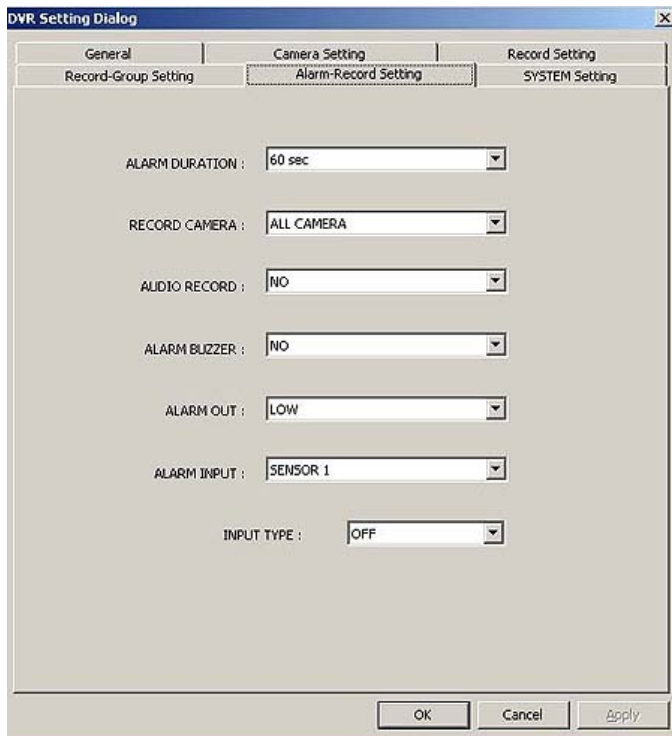 DVR Setting Dialog
General Camera Setting Record Setting
Record-Group Setting Alarm-Record Setting SYSTEM Setting
ALARM DURATION : 60 sec
RECORD CAMERA : ALL CAMERA
AUDIO RECORD : NO
ALARM BUZZER : NO
ALARM OUT : LOW
ALARM INPUT : SENSOR 1
INPUT TYPE : OFF
OK Cancel Apply